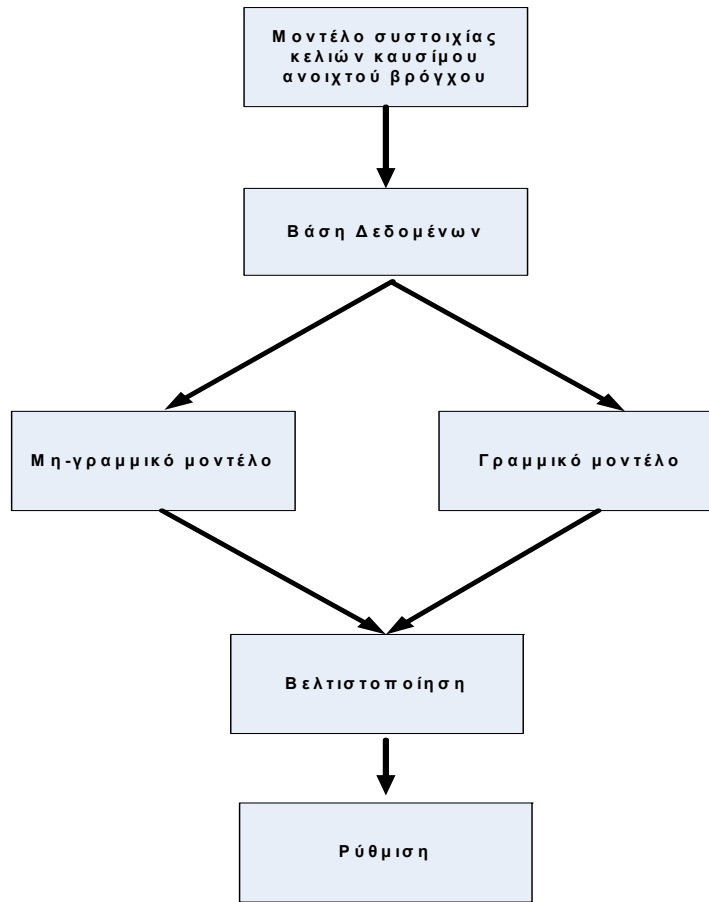 Μοντέλο συστοιχίας
κελιών καυσίμου
ανοιχτού βρόγχου
Βάση Δεδομένων
Μη-γραμμικό μοντέλο
Γραμμικό μοντέλο
Βελτιστοποίηση
Ρύθμιση